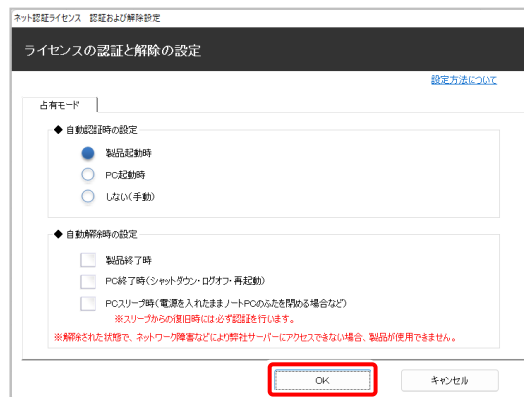 ネット認証ライセンス 認証および解除設定
ライセンスの認証と解除の設定
設定方法について
占有モード
◆ 自動認証時の設定
製品起動時
PC起動時
しない(手動)
◆ 自動解除時の設定
製品終了時
PC終了時(シャットダウン・ログオフ・再起動)
PCスリープ時(電源を入れたままノートPCのふたを閉める場合など)
※スリープからの復旧時には必ず認証を行います。
※解除された状態で、ネットワーク障害などにより弊社サーバーにアクセスできない場合、製品が使用できません。
OK
キャンセル